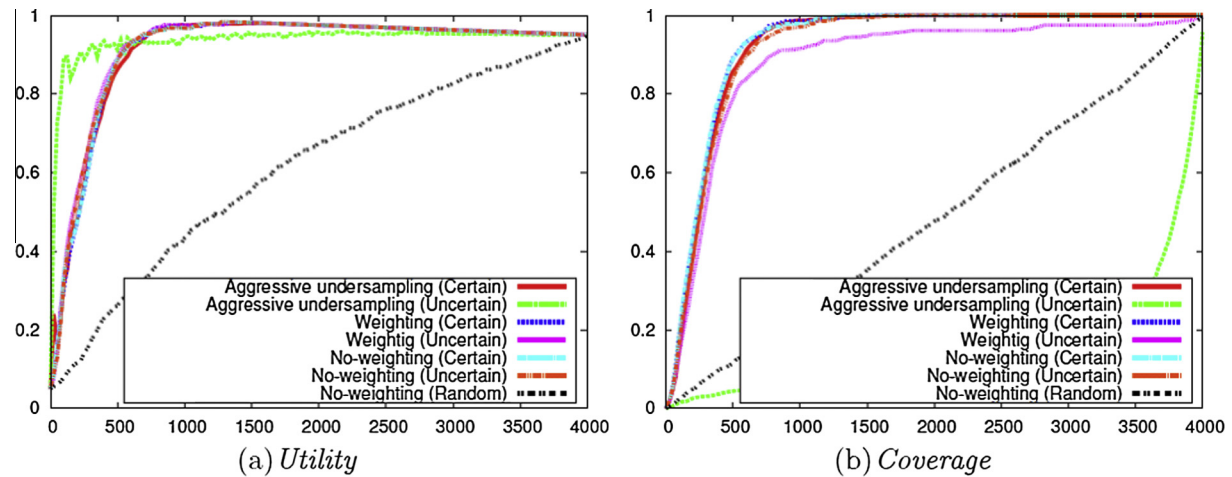 1
0.8
0.6
0.4
0.2
0
Aggressive undersampling (Certain)
Aggressive undersampling (Uncertain)
Weighting (Certain)
Weightig (Uncertain)
No-weighting (Certain)
No-weighting (Uncertain)
No-weighting (Random)
0 500 1000 1500 2000 2500 3000 3500 4000
(a) Utility
1
0.8
0.6
0.4
0.2
0
Aggressive undersampling (Certain)
Aggressive undersampling (Uncertain)
Weighting (Certain)
Weightig (Uncertain)
No-weighting (Certain)
No-weighting (Uncertain)
No-weighting (Random)
0 500 1000 1500 2000 2500 3000 3500 4000
(b) Coverage